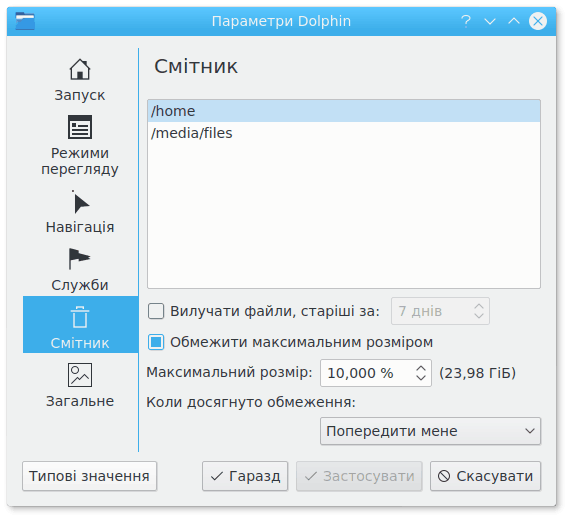 Параметри Dolphin
Запуск
Режими
перегляду
Навігація
Служби
Смітник
Загальне
Смітник
/home
/media/files
Вилучати файли, старіші за: 7 днів
Обмежити максимальним розміром
Максимальний розмір: 10,000 % (23,98 ГіБ)
Коли досягнуто обмеження:
Попередити мене
Типові значення Гаразд Застосувати Скасувати